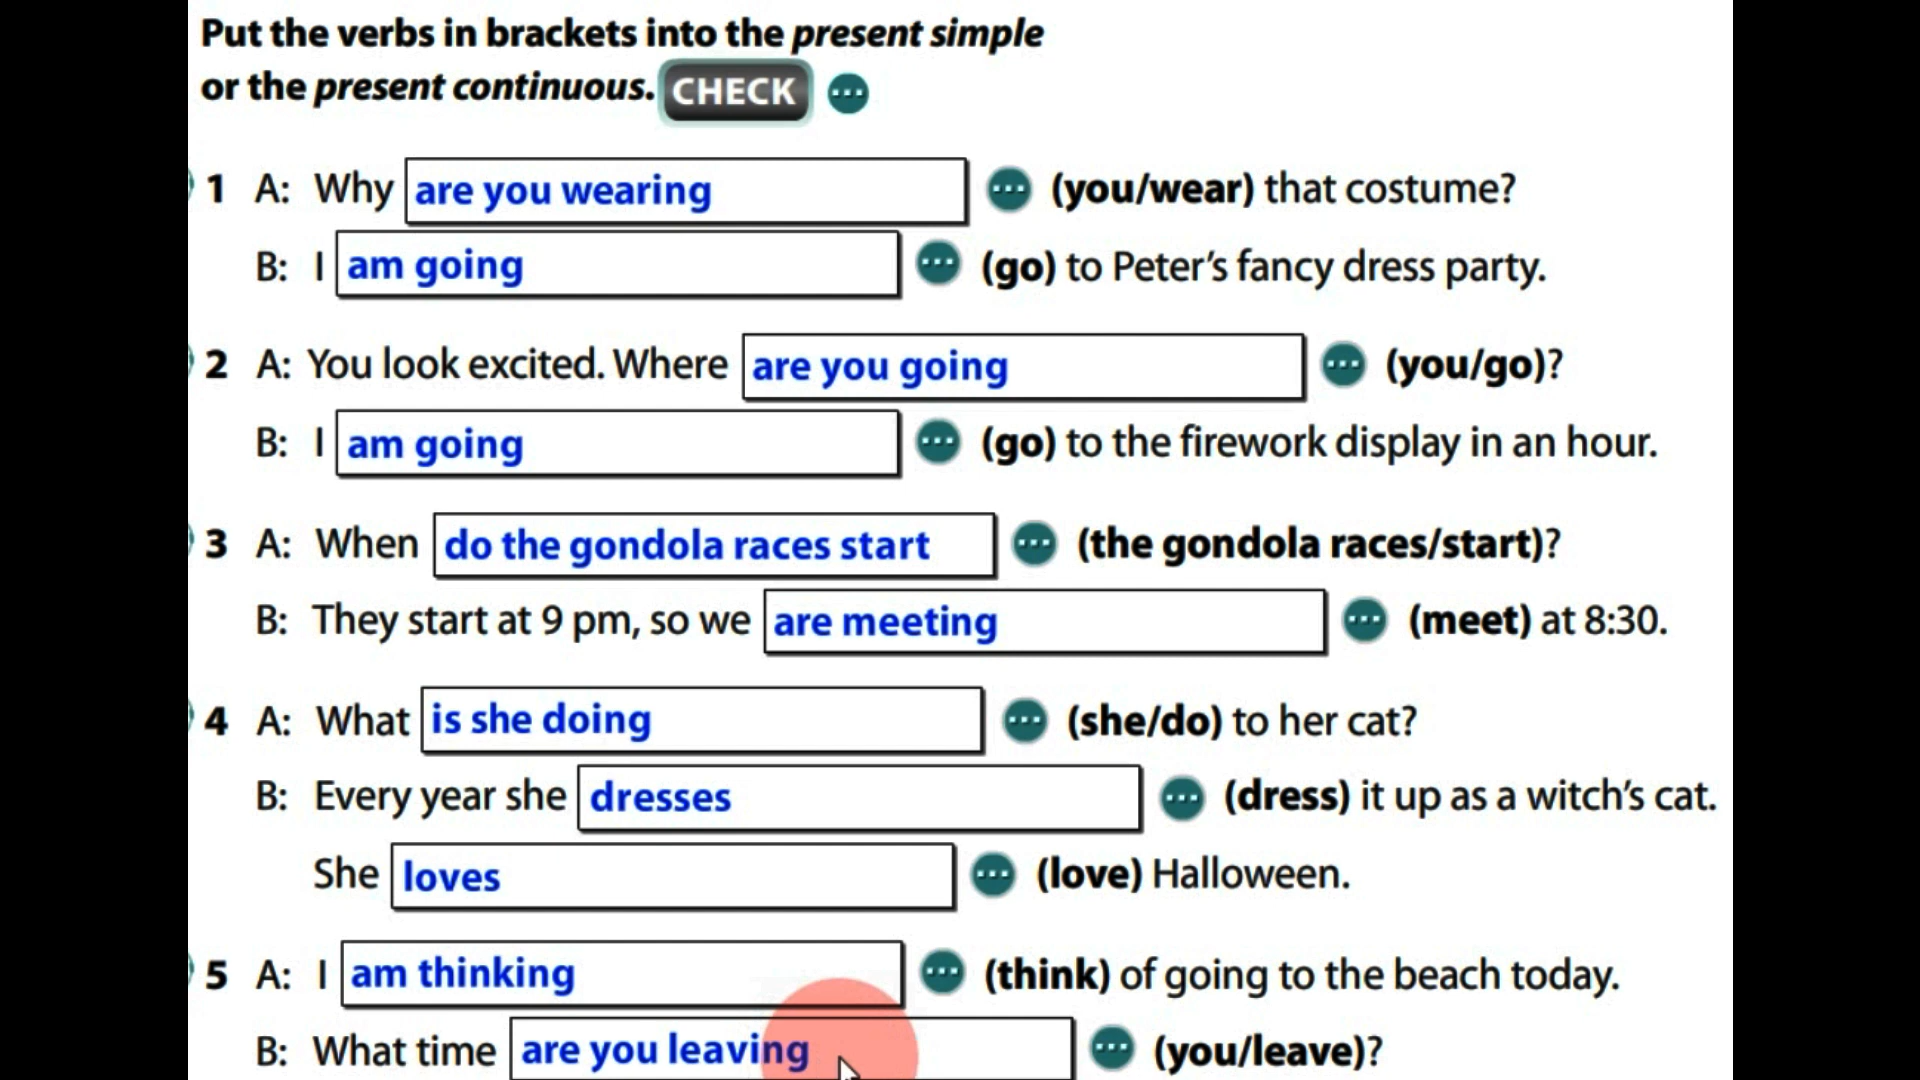 Put the verbs in brackets into the present simple
or the present continuous. CHECK
1 A: Why are you wearing (you/wear) that costume?
B: I am going (go) to Peter's fancy dress party.
2 A: You look excited. Where are you going (you/go)?
B: I am going (go) to the firework display in an hour.
3 A: When do the gondola races start (the gondola races/start)?
B: They start at 9 pm, so we are meeting (meet) at 8:30.
4 A: What is she doing (she/do) to her cat?
B: Every year she dresses (dress) it up as a witch's cat.
She loves (love) Halloween.
5 A: I am thinking (think) of going to the beach today.
B: What time are you leaving (you/leave)?